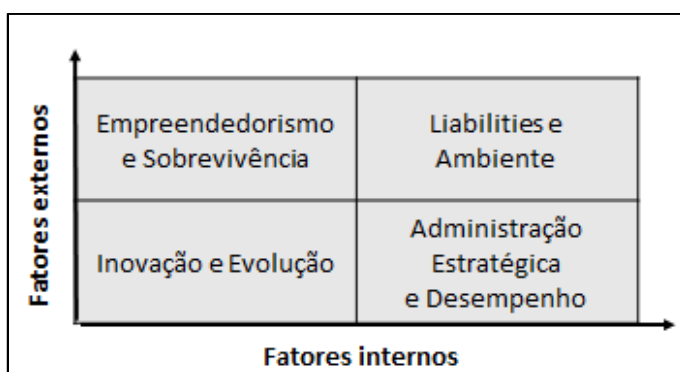 Fatores externos
Empreendedorismo
e Sobrevivência
Liabilities e
Ambiente
Inovação e Evolução
Administração
Estratégica
e Desempenho
Fatores internos